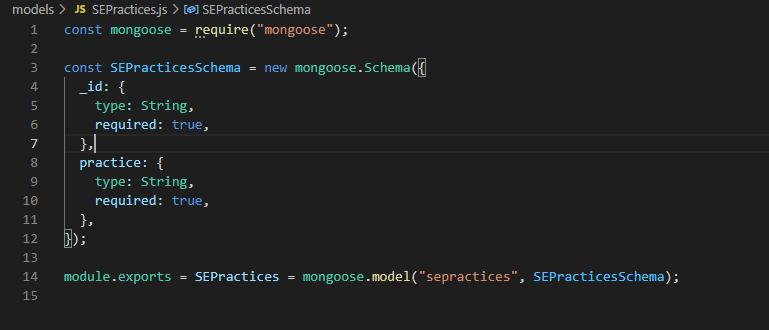 models > JS SEPractices.js > SEPracticesSchema
1 const mongoose = require("mongoose");
2
3 const SEPracticesSchema = new mongoose.Schema({
4 _id: {
5 type: String,
6 required: true,
7 },
8 practice: {
9 type: String,
10 required: true,
11 },
12 });
13
14 module.exports = SEPractices = mongoose.model("sepractices", SEPracticesSchema);
15